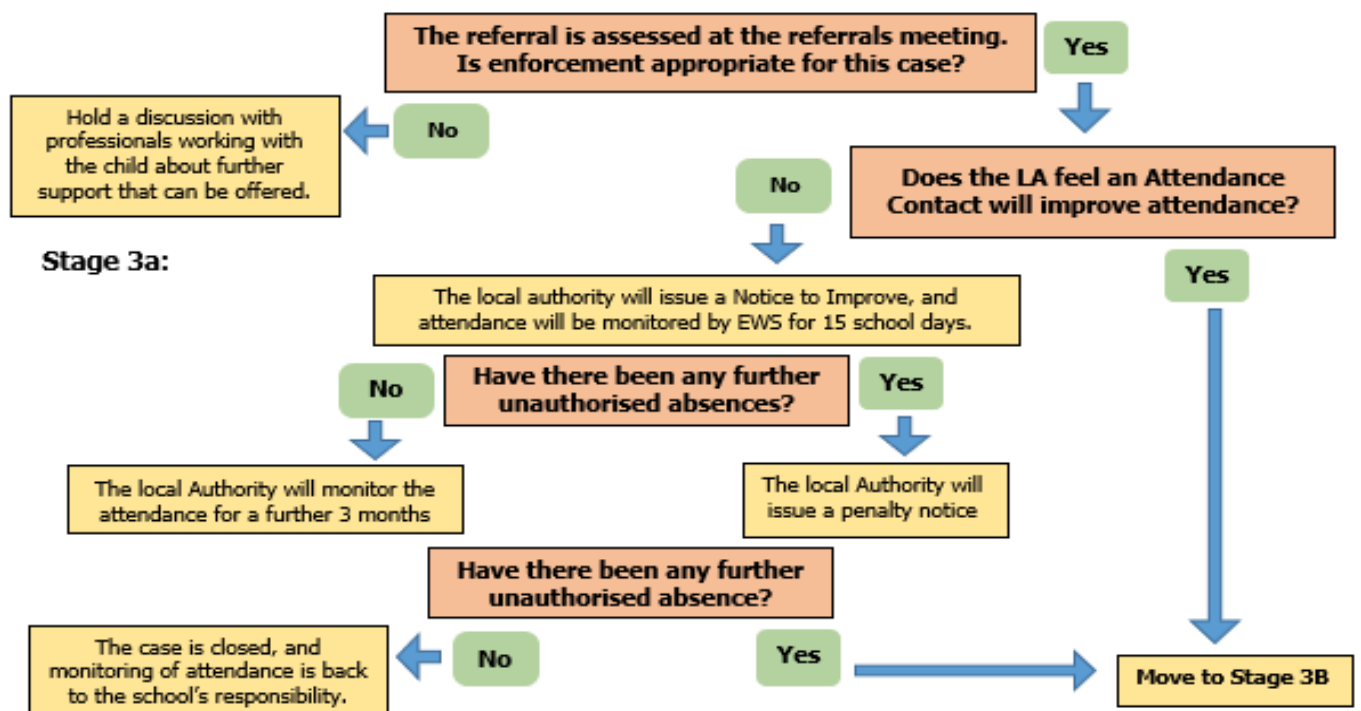 The referral is assessed at the referrals meeting.
Is enforcement appropriate for this case?
Yes
Hold a discussion with
professionals working with
the child about further
support that can be offered.
No
No
Does the LA feel an Attendance
Contact will improve attendance?
Stage 3a:
Yes
The local authority will issue a Notice to Improve, and
attendance will be monitored by EWS for 15 school days.
No
Have there been any further
unauthorised absences?
Yes
The local Authority will monitor the
attendance for a further 3 months
The local Authority will
issue a penalty notice
Have there been any further
unauthorised absence?
The case is closed, and
monitoring of attendance is back
to the school's responsibility.
No
Yes
Move to Stage 3B